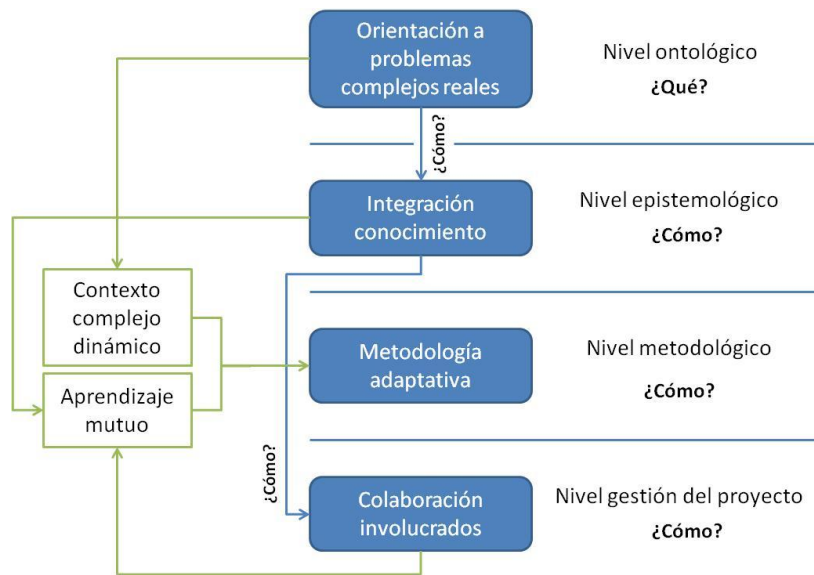 Orientación a
problemas
complejos reales
Nivel ontológico
¿Qué?
¿Cómo?
Integración
conocimiento
Nivel epistemológico
¿Cómo?
Contexto
complejo
dinámico
Metodología
adaptativa
Nivel metodológico
¿Cómo?
Aprendizaje
mutuo
¿Cómo?
Colaboración
involucrados
Nivel gestión del proyecto
¿Cómo?